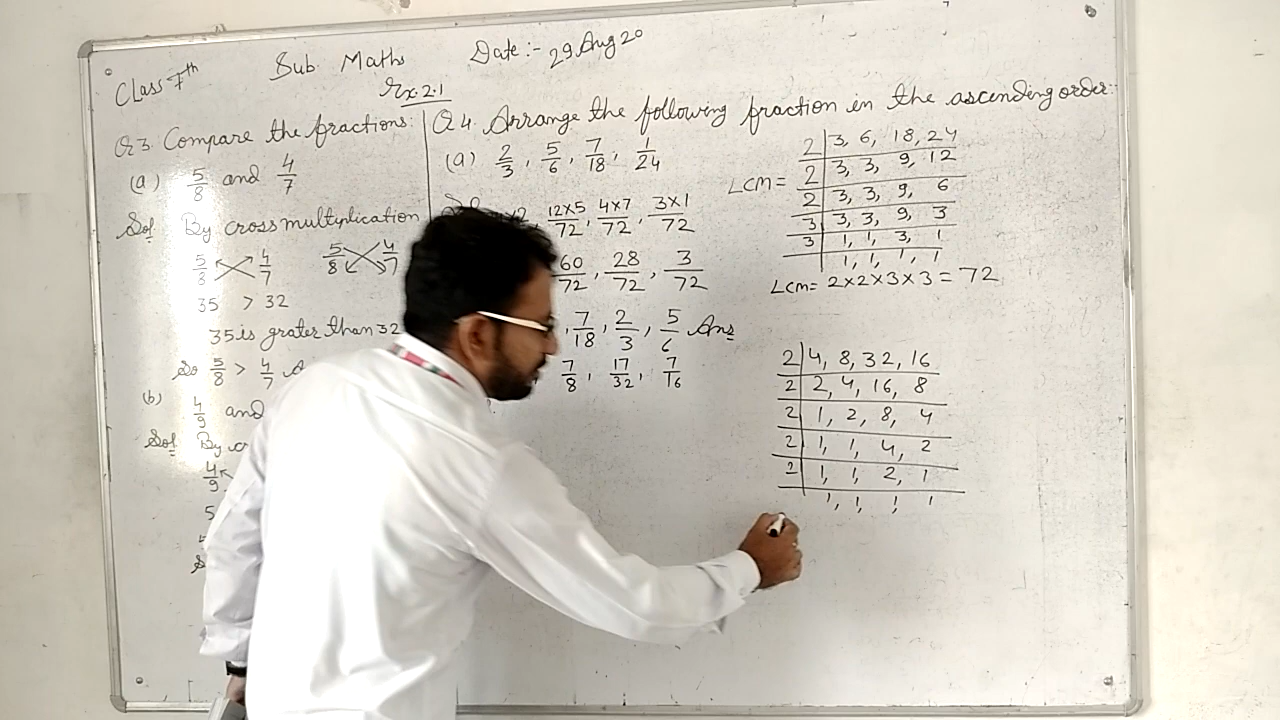 Class 7th Sub Maths Date:- 29 Aug 20
Ex. 2.1
Q3. Compare the fractions:
(a) 5/8 and 4/7
Sol By cross multiplication
5/3 4/7 5/8 4/7
35 > 32
35 is grater than 32
So 5/8 > 4/7
(b) 4/9 and
Sol By
4/9
5
Q4. Arrange the following fraction in the ascending order:
(a) 2/3, 5/6, 7/18, 1/24
12×5/72, 4×7/72, 3×1/72
60/72, 28/72, 3/72
, 7/18, 2/3, 5/6 Ans
7/8, 17/32, 7/16
LCM =
2 | 3, 6, 18, 24
2 | 3, 3, 9, 12
2 | 3, 3, 9, 6
3 | 3, 3, 9, 3
3 | 1, 1, 3, 1
1, 1, 1, 1
LCM = 2×2×3×3 = 72
2 | 4, 8, 32, 16
2 | 2, 4, 16, 8
2 | 1, 2, 8, 4
2 | 1, 1, 4, 2
2 | 1, 1, 2, 1
1, 1, 1, 1